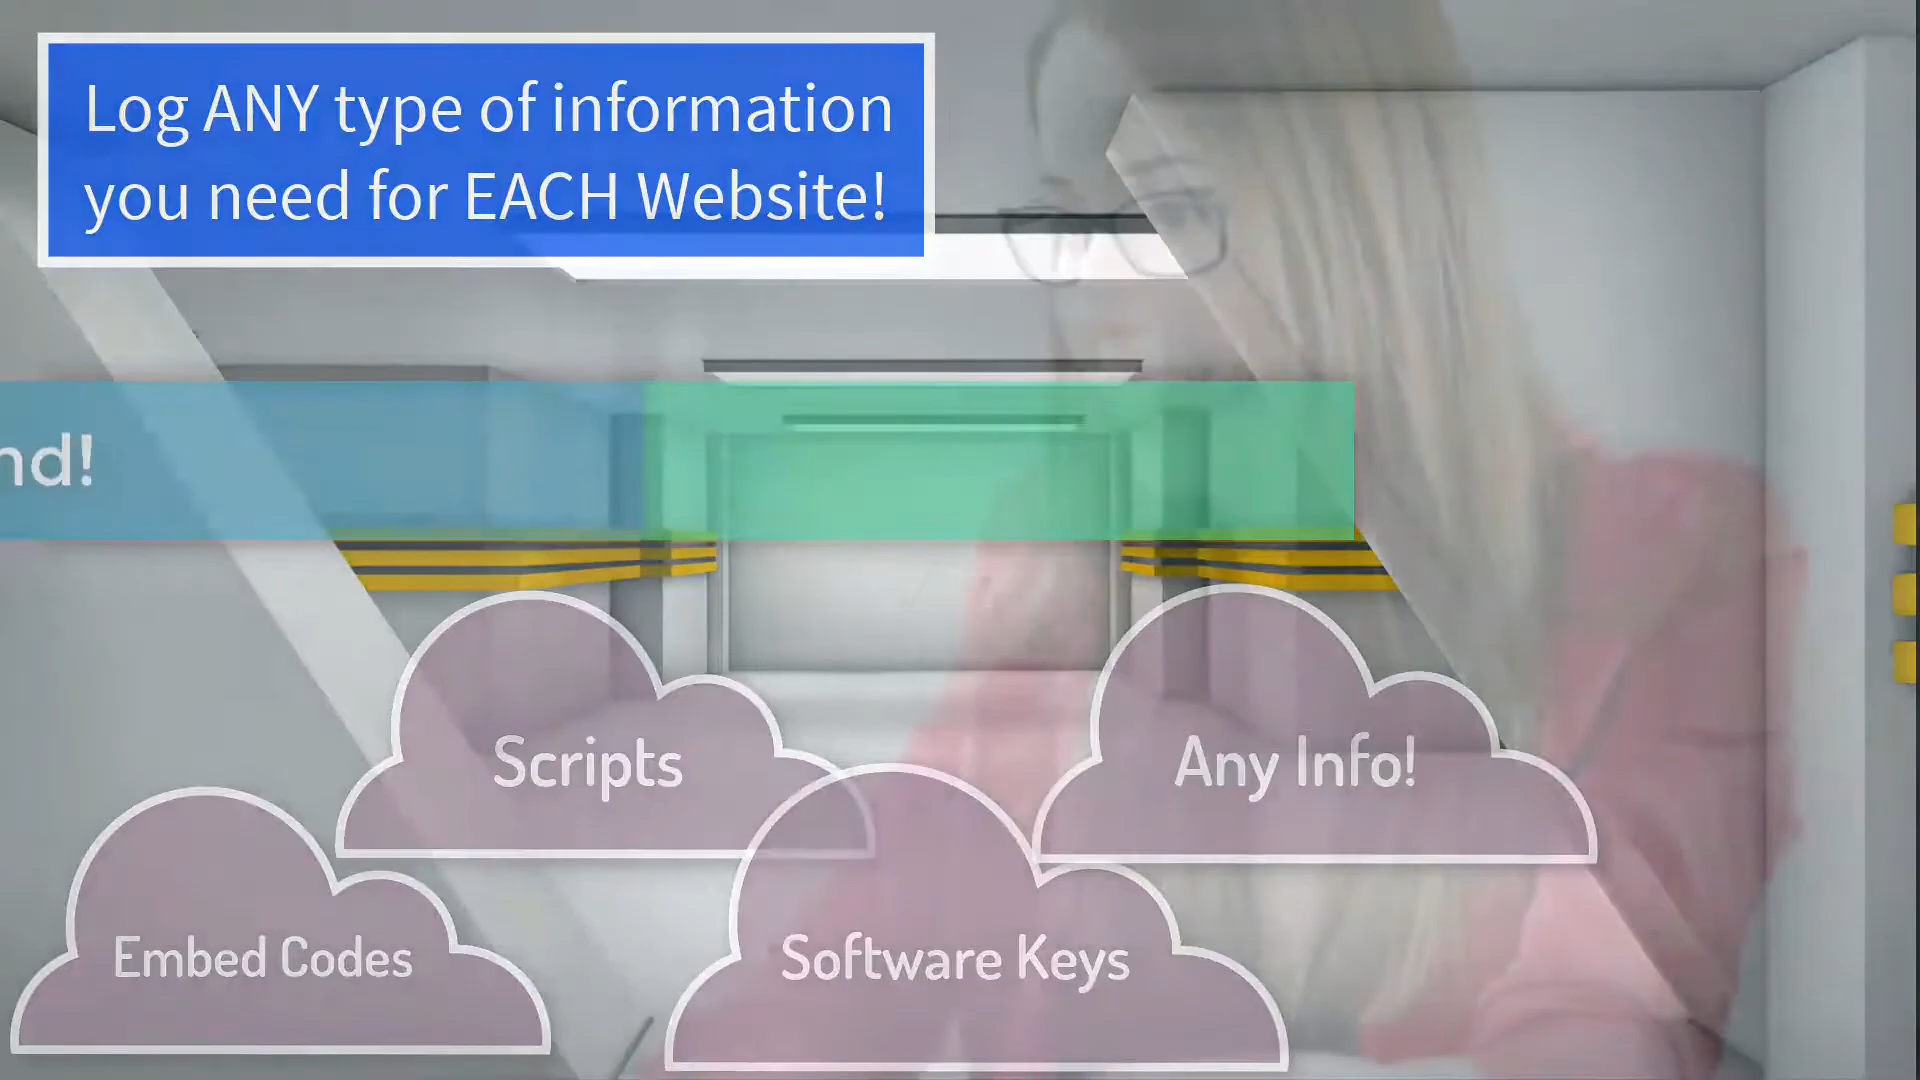 Log ANY type of information
you need for EACH Website!
nd!
Scripts
Any Info!
Embed Codes
Software Keys